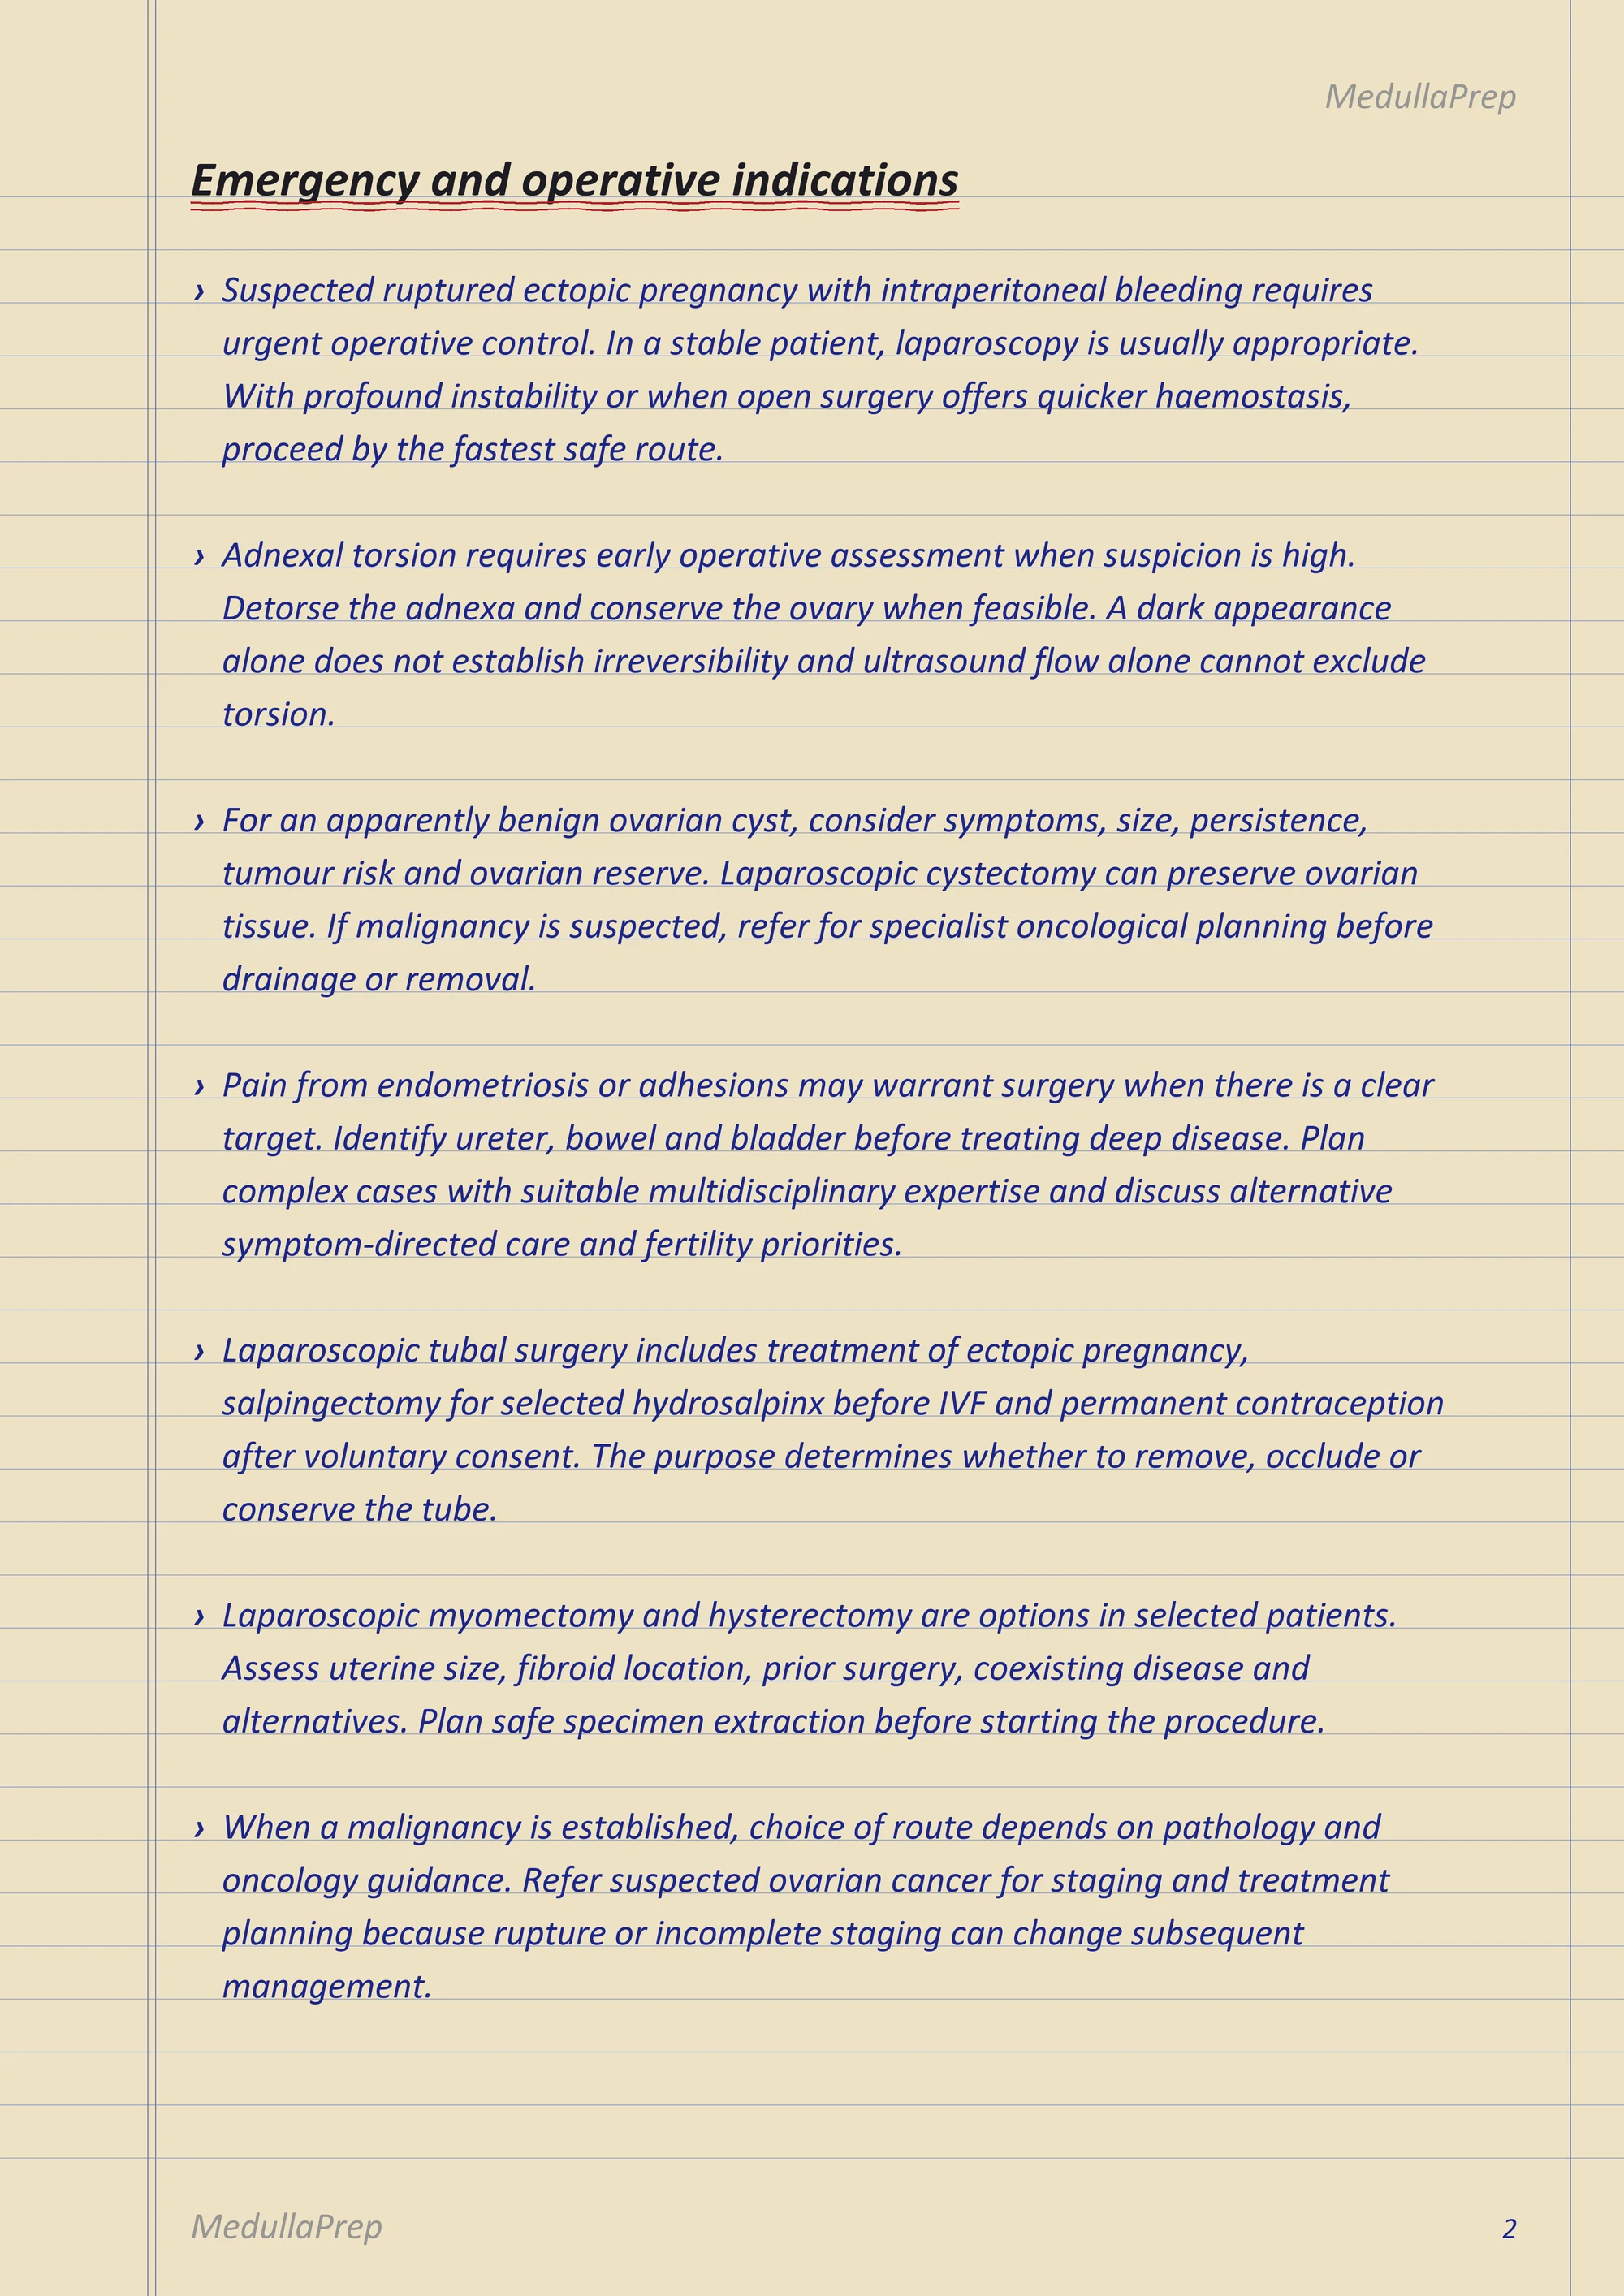 MedullaPrep
Emergency and operative indications
› Suspected ruptured ectopic pregnancy with intraperitoneal bleeding requires
urgent operative control. In a stable patient, laparoscopy is usually appropriate.
With profound instability or when open surgery offers quicker haemostasis,
proceed by the fastest safe route.
› Adnexal torsion requires early operative assessment when suspicion is high.
Detorse the adnexa and conserve the ovary when feasible. A dark appearance
alone does not establish irreversibility and ultrasound flow alone cannot exclude
torsion.
› For an apparently benign ovarian cyst, consider symptoms, size, persistence,
tumour risk and ovarian reserve. Laparoscopic cystectomy can preserve ovarian
tissue. If malignancy is suspected, refer for specialist oncological planning before
drainage or removal.
› Pain from endometriosis or adhesions may warrant surgery when there is a clear
target. Identify ureter, bowel and bladder before treating deep disease. Plan
complex cases with suitable multidisciplinary expertise and discuss alternative
symptom-directed care and fertility priorities.
› Laparoscopic tubal surgery includes treatment of ectopic pregnancy,
salpingectomy for selected hydrosalpinx before IVF and permanent contraception
after voluntary consent. The purpose determines whether to remove, occlude or
conserve the tube.
› Laparoscopic myomectomy and hysterectomy are options in selected patients.
Assess uterine size, fibroid location, prior surgery, coexisting disease and
alternatives. Plan safe specimen extraction before starting the procedure.
› When a malignancy is established, choice of route depends on pathology and
oncology guidance. Refer suspected ovarian cancer for staging and treatment
planning because rupture or incomplete staging can change subsequent
management.
MedullaPrep
2